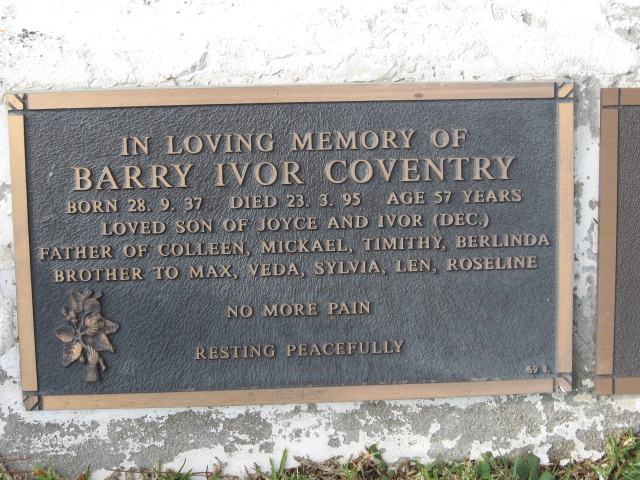 IN LOVING MEMORY OF
BARRY IVOR COVENTRY
BORN 28. 9. 37 DIED 23. 3. 95 AGE 57 YEARS
LOVED SON OF JOYCE AND IVOR (DEC.)
FATHER OF COLLEEN, MICKAEL, TIMITHY, BERLINDA
BROTHER TO MAX, VEDA, SYLVIA, LEN, ROSELINE
NO MORE PAIN
RESTING PEACEFULLY
69 L